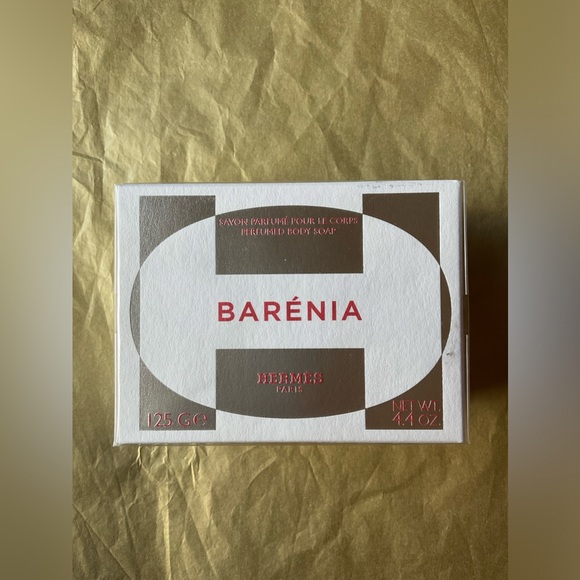 SAVON PARFUMÉ POUR LE CORPS
PERFUMED BODY SOAP
BARÉNIA
HERMÈS
PARIS
125 G ℮
NET WT.
4.4 OZ.